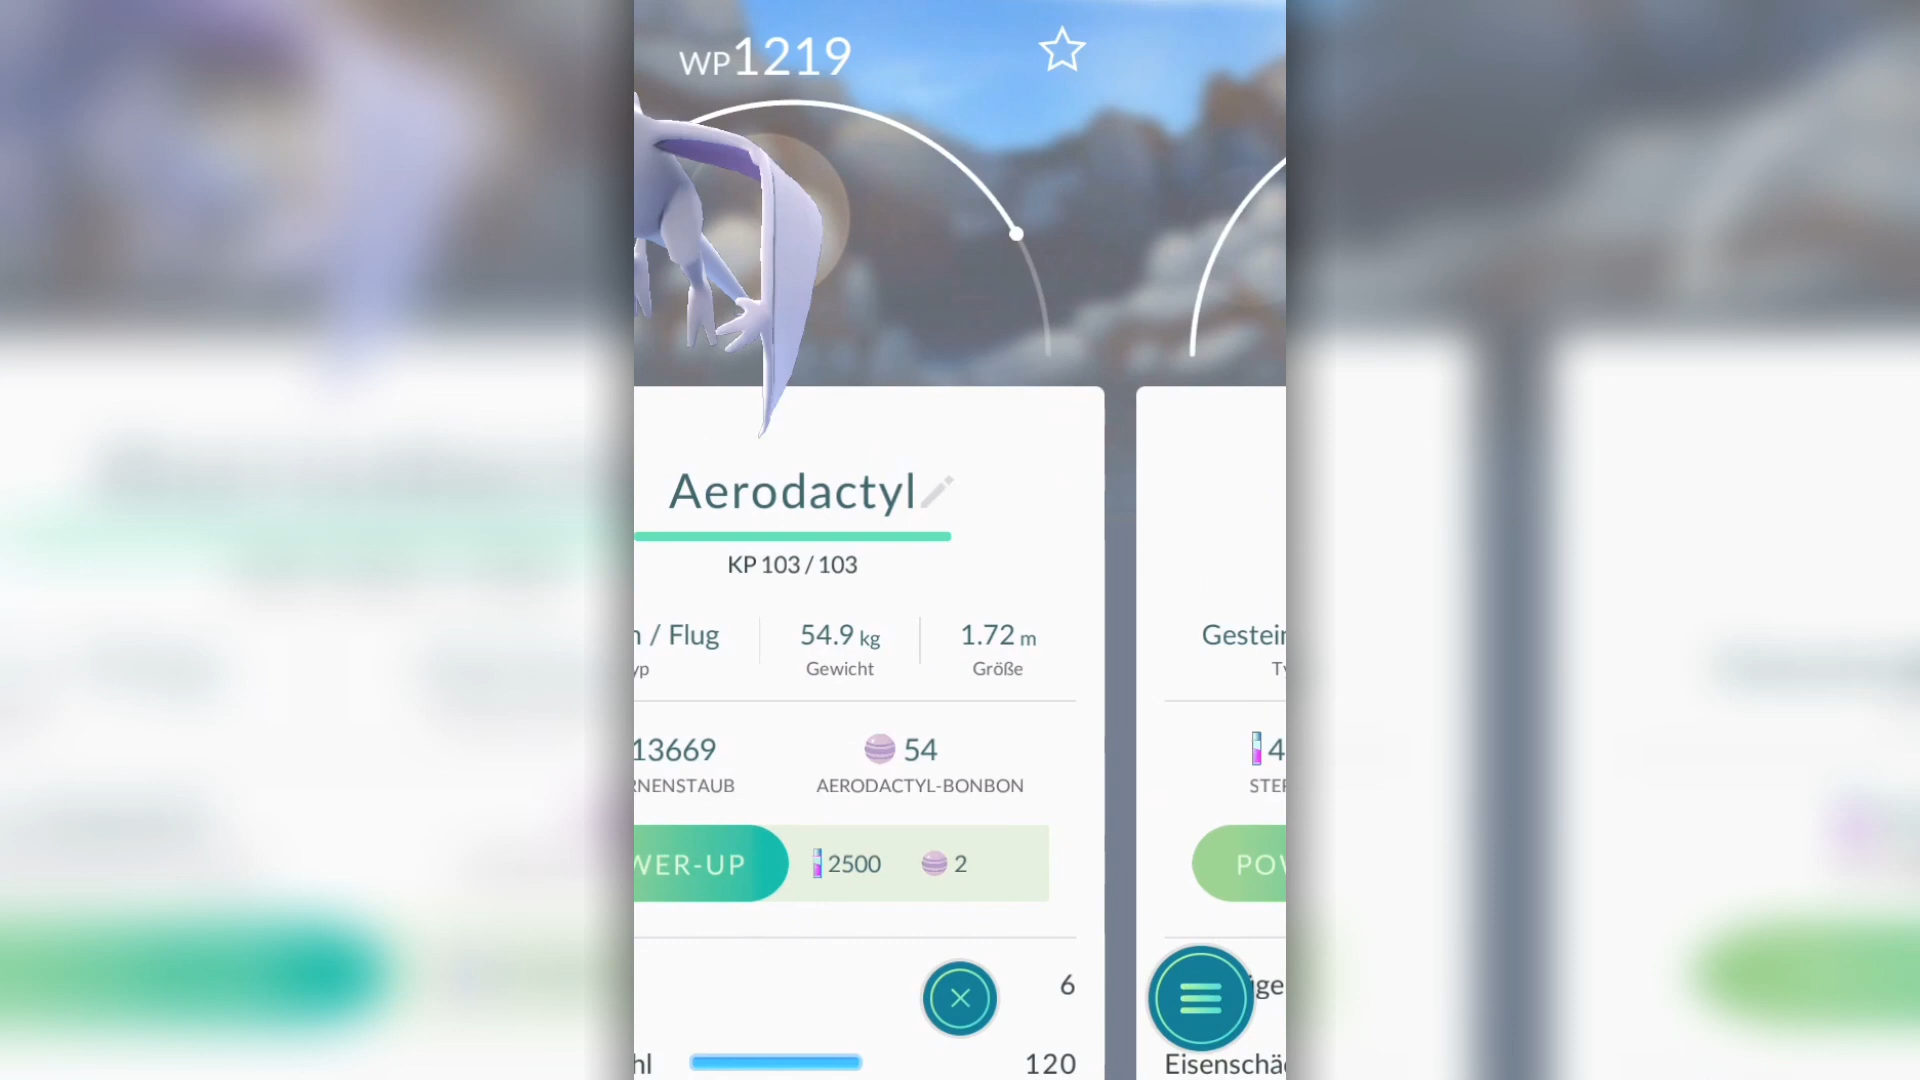 WP1219
Aerodactyl
KP 103 / 103
/ Flug
54.9 kg
1.72 m
Gewicht
Größe
13669
54
AERODACTYL-BONBON
2500
2
6
120